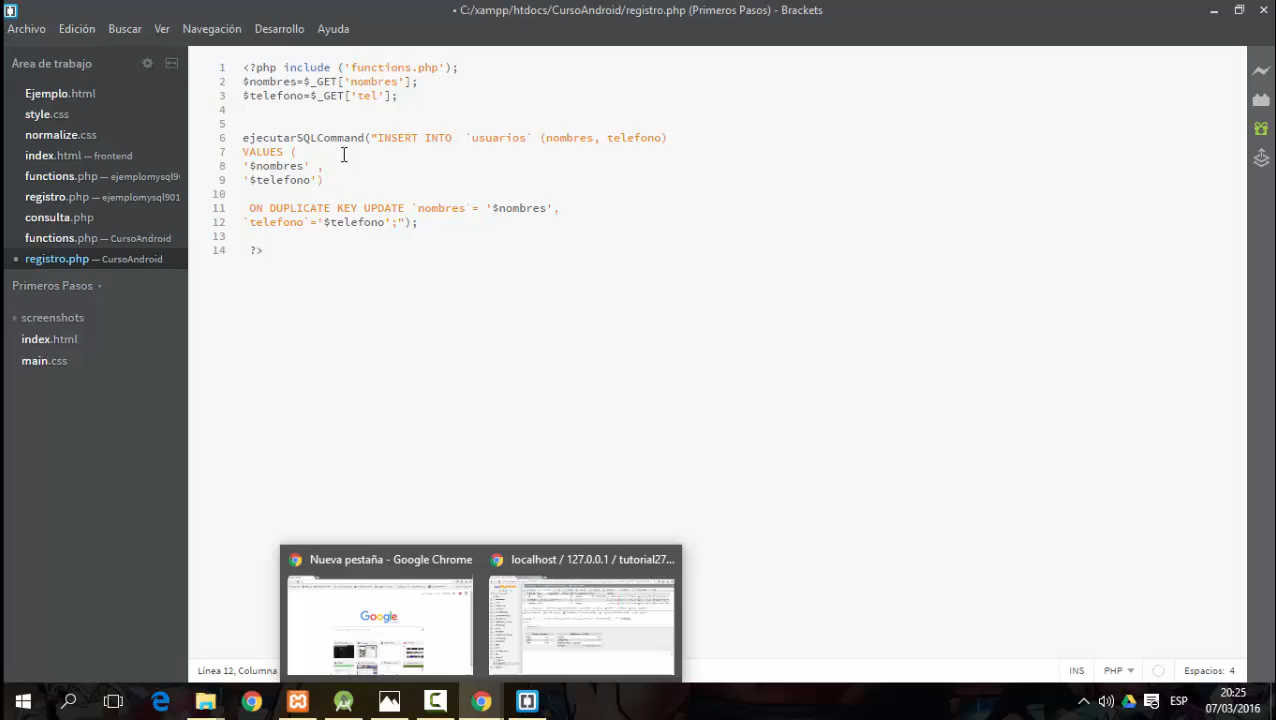 • C:/xampp/htdocs/CursoAndroid/registro.php (Primeros Pasos) - Brackets
Archivo Edición Buscar Ver Navegación Desarrollo Ayuda
Área de trabajo
Ejemplo.html
style.css
normalize.css
index.html — frontend
functions.php — ejemplomysql90
registro.php — ejemplomysql901
consulta.php
functions.php — CursoAndroid
• registro.php — CursoAndroid
Primeros Pasos
screenshots
index.html
main.css
1 <?php include ('functions.php');
2 $nombres=$_GET['nombres'];
3 $telefono=$_GET['tel'];
4
5
6 ejecutarSQLCommand("INSERT INTO `usuarios` (nombres, telefono)
7 VALUES (
8 '$nombres' ,
9 '$telefono')
10
11 ON DUPLICATE KEY UPDATE `nombres`= '$nombres',
12 `telefono`='$telefono';");
13
14 ?>
Nueva pestaña - Google Chrome
localhost / 127.0.0.1 / tutorial27...
Google
Línea 12, Columna
INS PHP Espacios: 4
ESP
20:25
07/03/2016